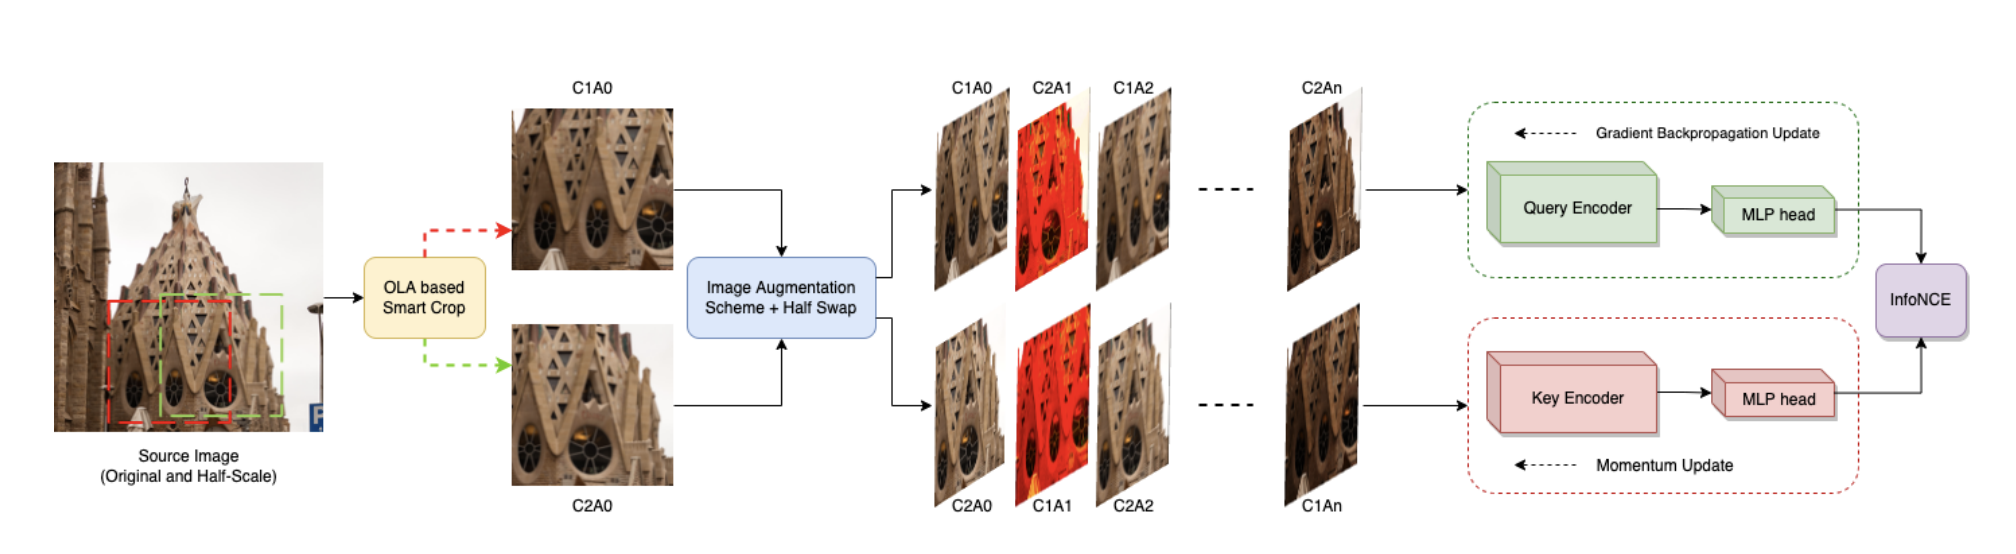 Source Image
(Original and Half-Scale)
OLA based
Smart Crop
C1A0
C2A0
Image Augmentation
Scheme + Half Swap
C1A0
C2A1
C1A2
C2An
C2A0
C1A1
C2A2
C1An
Gradient Backpropagation Update
Query Encoder
MLP head
Key Encoder
MLP head
Momentum Update
InfoNCE
P